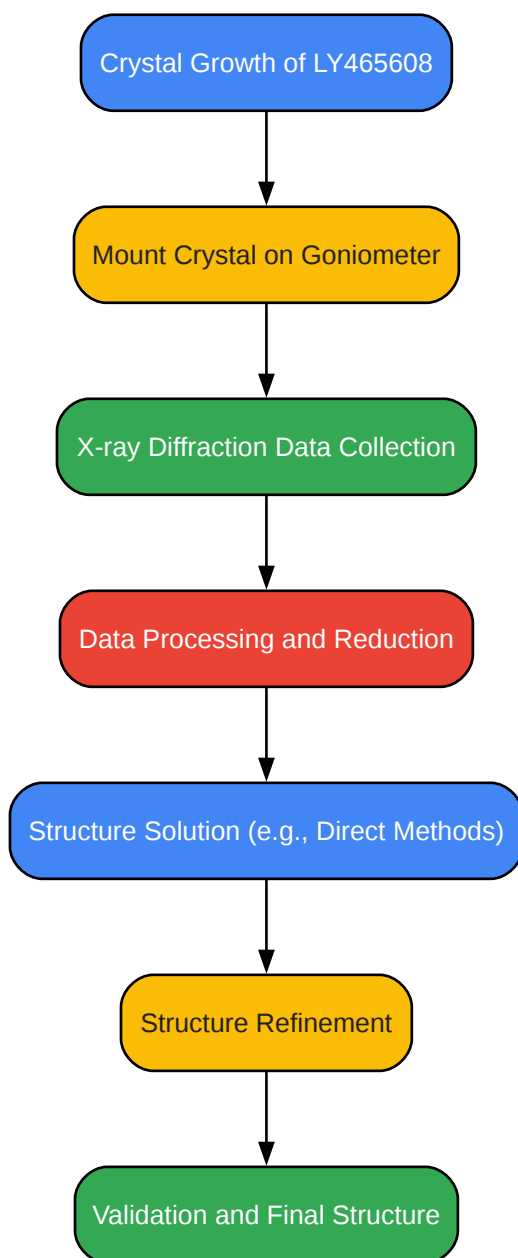 Crystal Growth of LY465608
Mount Crystal on Goniometer
X-ray Diffraction Data Collection
Data Processing and Reduction
Structure Solution (e.g., Direct Methods)
Structure Refinement
Validation and Final Structure